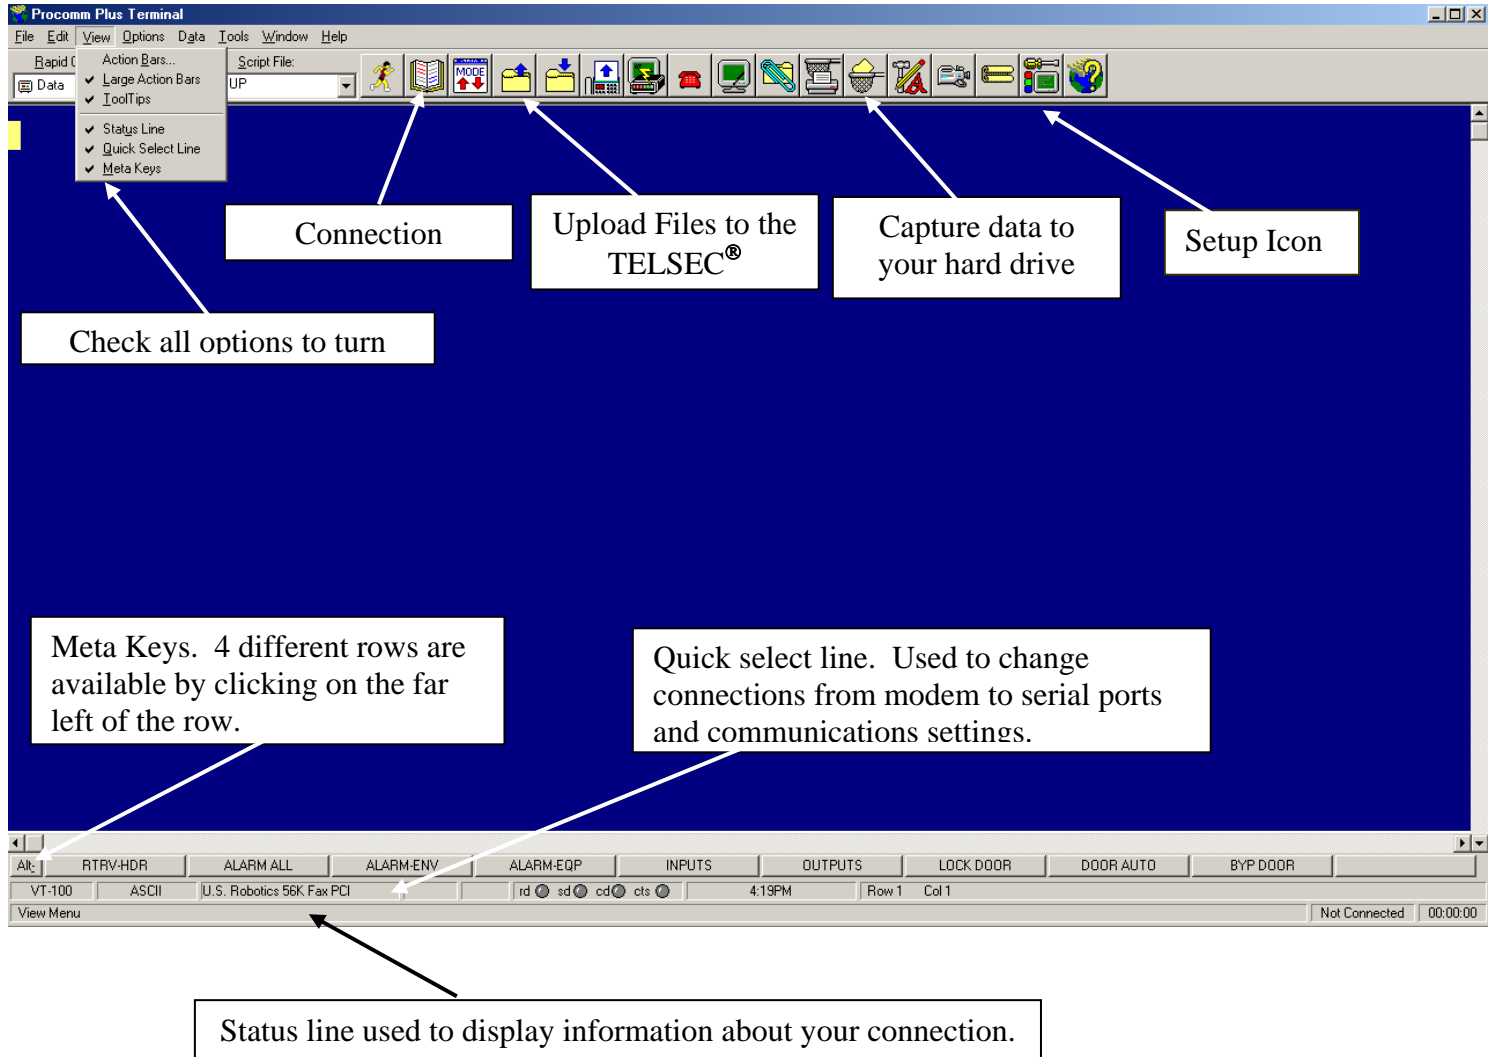 Procomm Plus Terminal
File Edit View Options Data Tools Window Help
Rapid
Script File:
Data
UP
MODE
Action Bars...
Large Action Bars
ToolTips
Status Line
Quick Select Line
Meta Keys
Connection
Upload Files to the
TELSEC®
Capture data to
your hard drive
Setup Icon
Check all options to turn
Meta Keys.  4 different rows are
available by clicking on the far
left of the row.
Quick select line.  Used to change
connections from modem to serial ports
and communications settings.
Alt- RTRV-HDR ALARM ALL ALARM-ENV ALARM-EQP INPUTS OUTPUTS LOCK DOOR DOOR AUTO BYP DOOR
VT-100 ASCII U.S. Robotics 56K Fax PCI rd sd cd cts 4:19PM Row 1 Col 1
View Menu Not Connected 00:00:00
Status line used to display information about your connection.